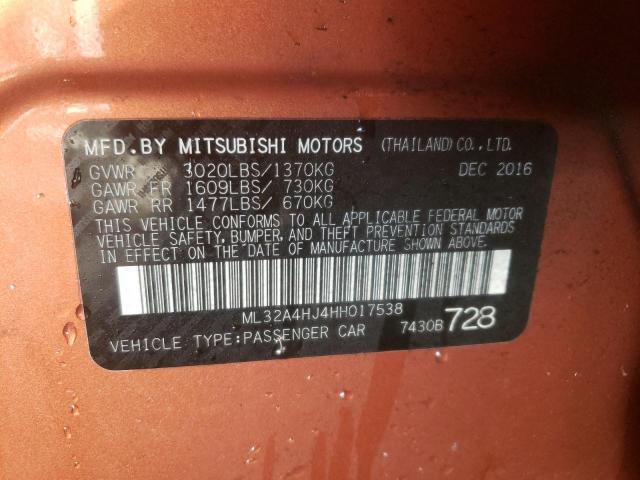 MFD.BY MITSUBISHI MOTORS (THAILAND)CO.,LTD.
GVWR 3020LBS/1370KG DEC 2016
GAWR FR 1609LBS/ 730KG
GAWR RR 1477LBS/ 670KG
THIS VEHICLE CONFORMS TO ALL APPLICABLE FEDERAL MOTOR
VEHICLE SAFETY, BUMPER, AND THEFT PREVENTION STANDARDS
IN EFFECT ON THE DATE OF MANUFACTURE SHOWN ABOVE.
ML32A4HJ4HH017538
VEHICLE TYPE:PASSENGER CAR 7430B 728